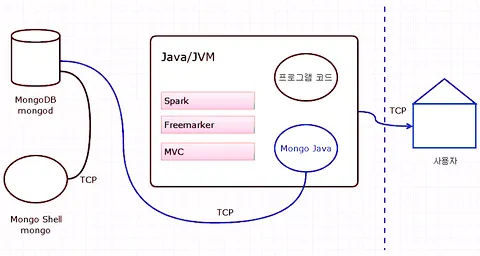 MongoDB
mongod
Mongo Shell
mongo
TCP
TCP
Java/JVM
Spark
Freemarker
MVC
프로그램 코드
Mongo Java
TCP
사용자